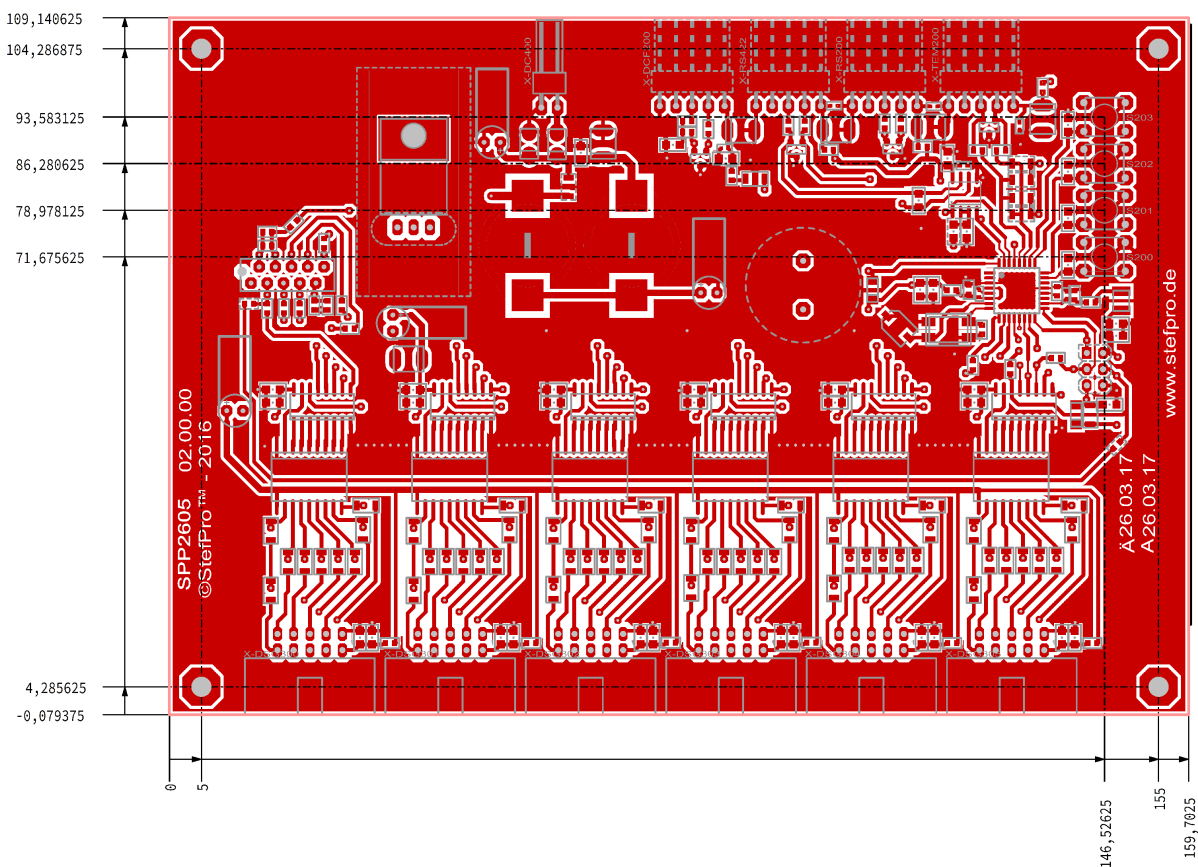 109,140625
104,286875
93,583125
86,280625
78,978125
71,675625
4,285625
-0,079375
0
5
146,52625
155
159,7025
X-DC400
X-DCF200
X-RS422
X-RS200
X-TFM200
S203
S202
S201
S200
www.stefpro.de
SPP2605 02.00.00
©StefPro™ - 2016
Ä26.03.17
A26.03.17